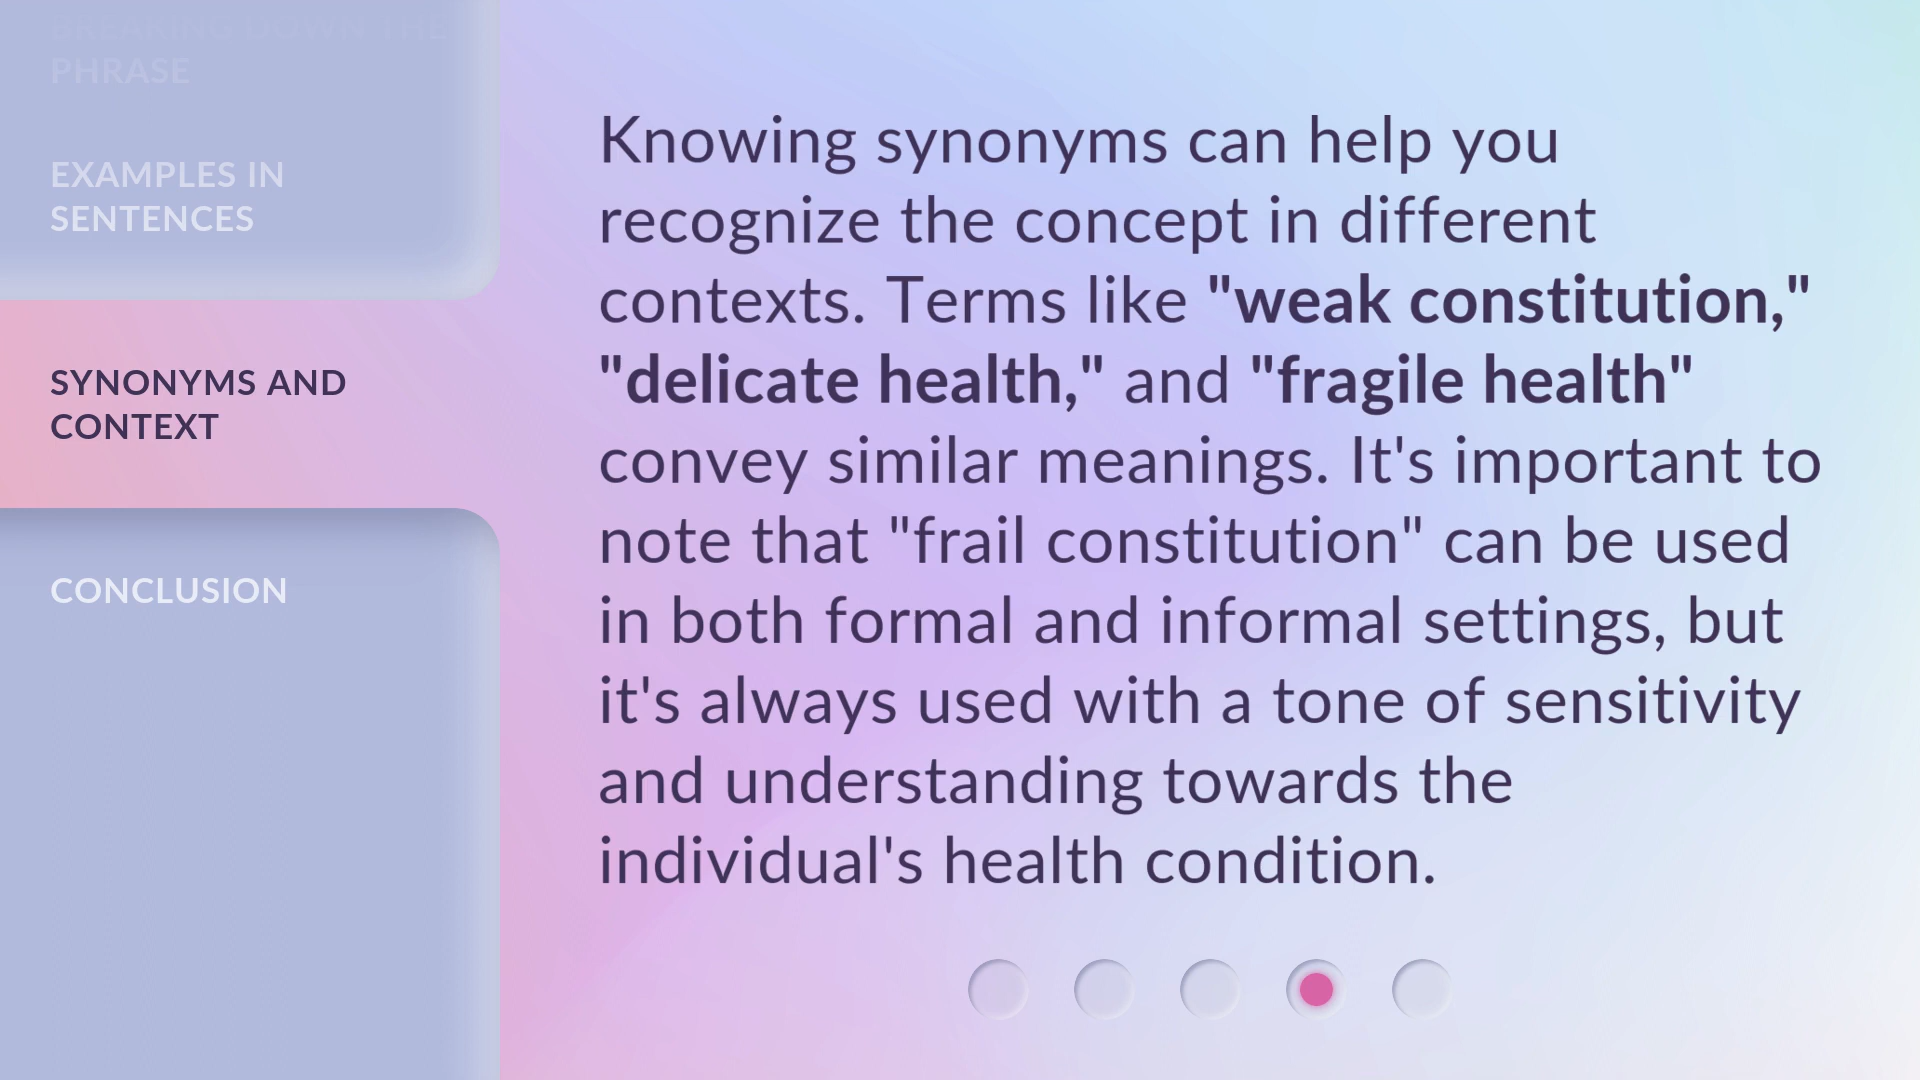 BREAKING DOWN THE
PHRASE
EXAMPLES IN
SENTENCES
SYNONYMS AND
CONTEXT
CONCLUSION
Knowing synonyms can help you
recognize the concept in different
contexts. Terms like "weak constitution,"
"delicate health," and "fragile health"
convey similar meanings. It's important to
note that "frail constitution" can be used
in both formal and informal settings, but
it's always used with a tone of sensitivity
and understanding towards the
individual's health condition.